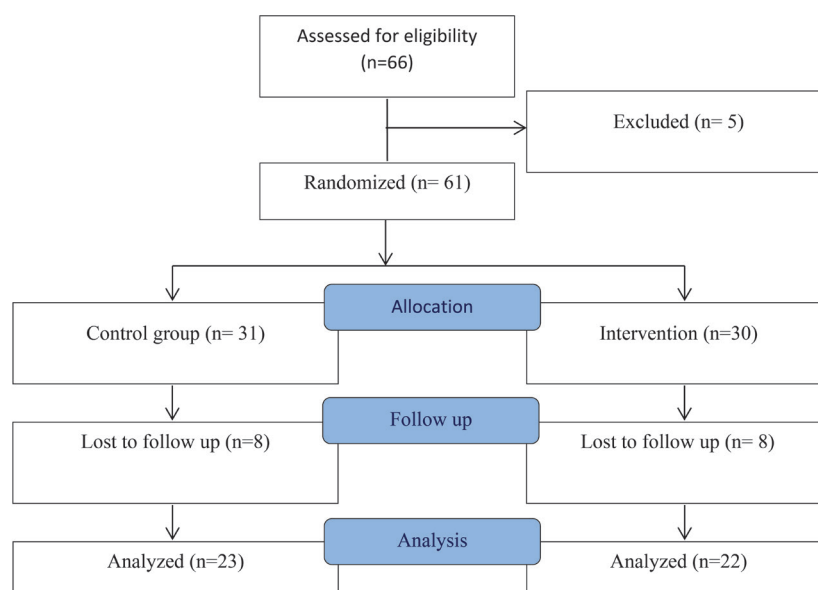 Assessed for eligibility
(n=66)
Excluded (n= 5)
Randomized (n= 61)
Allocation
Control group (n= 31)
Intervention (n=30)
Follow up
Lost to follow up (n=8)
Lost to follow up (n= 8)
Analysis
Analyzed (n=23)
Analyzed (n=22)